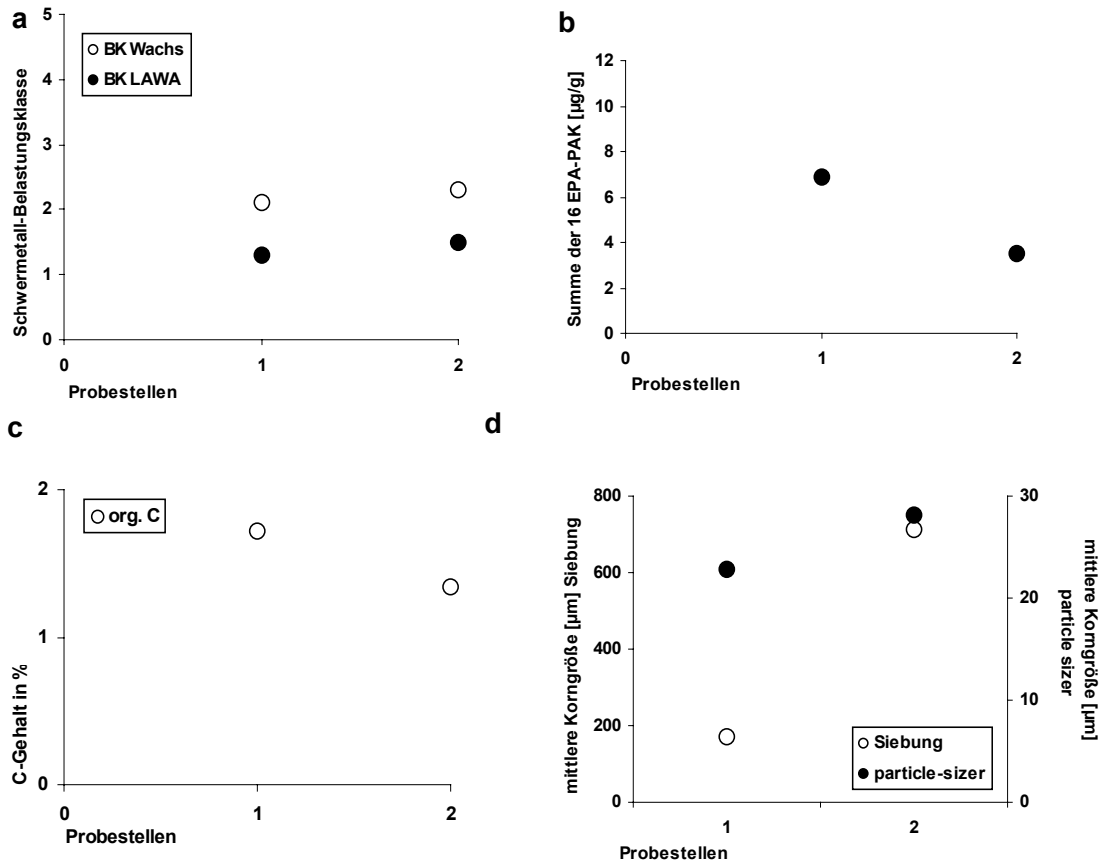 a
5
4
3
2
1
0
Schwermetall-Belastungsklasse
BK Wachs
BK LAWA
0
1
2
Probestellen
b
12
10
8
6
4
2
0
Summe der 16 EPA-PAK [µg/g]
0
1
2
Probestellen
c
2
1
0
C-Gehalt in %
org. C
0
1
2
Probestellen
d
800
600
400
200
0
mittlere Korngröße [µm] Siebung
30
20
10
0
mittlere Korngröße [µm]
particle sizer
Siebung
particle-sizer
1
2
Probestellen